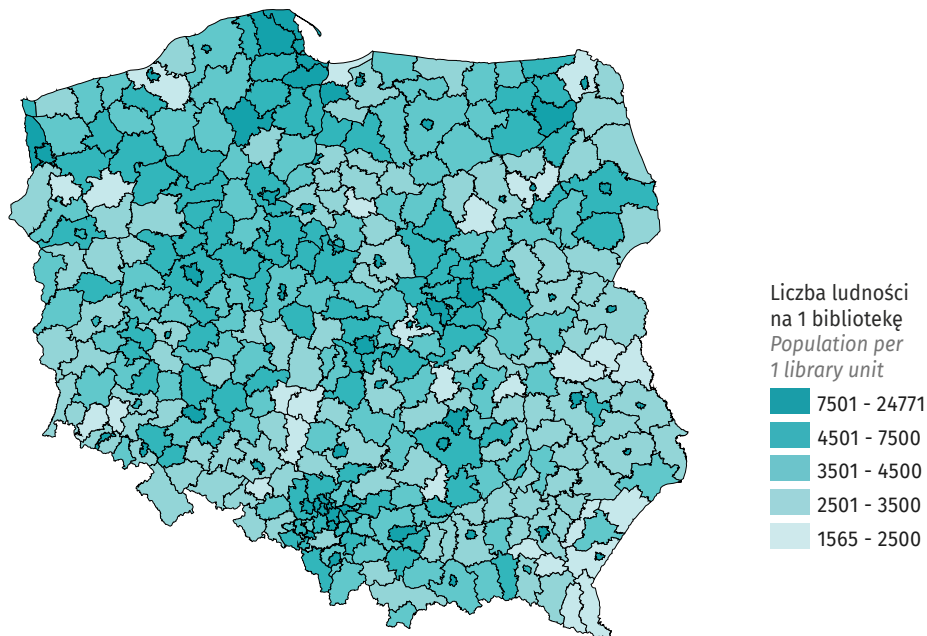 Liczba ludności
na 1 bibliotekę
Population per
1 library unit
7501 - 24771
4501 - 7500
3501 - 4500
2501 - 3500
1565 - 2500